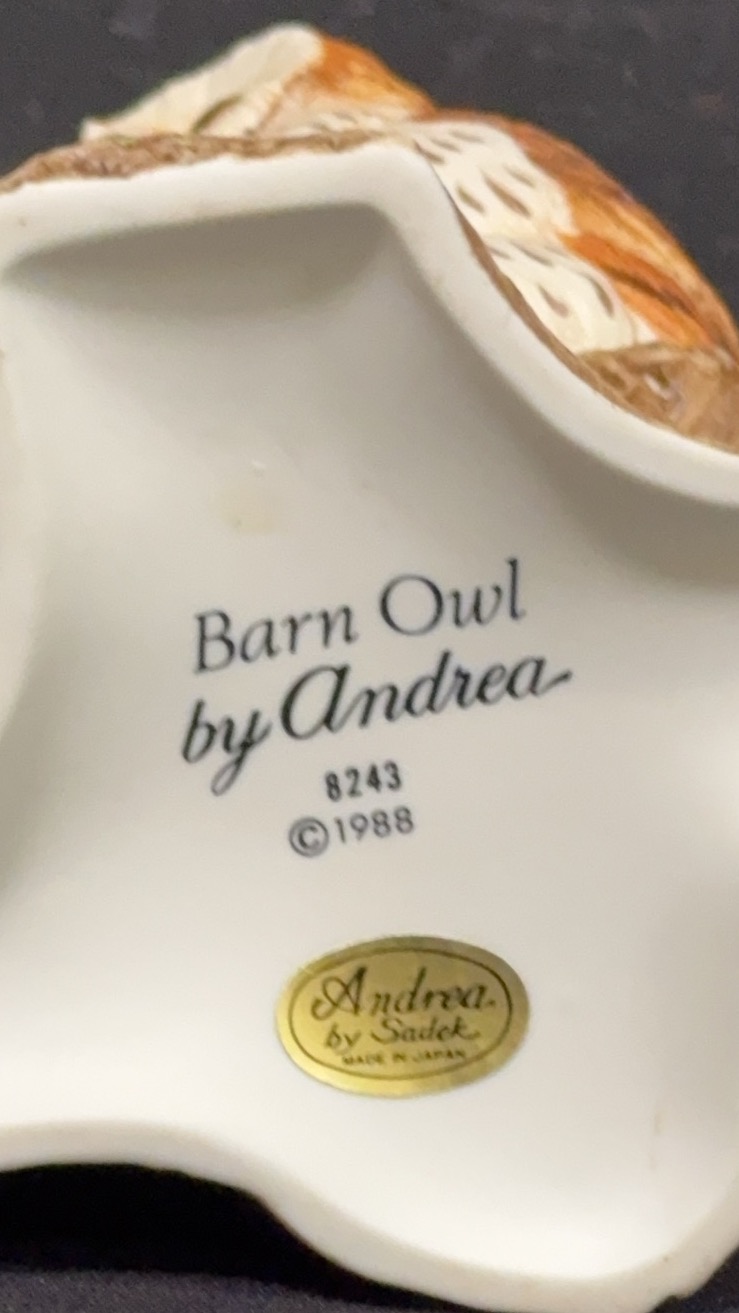 Barn Owl
by Andrea
8243
©1988
Andrea
by Sadek
MADE IN JAPAN